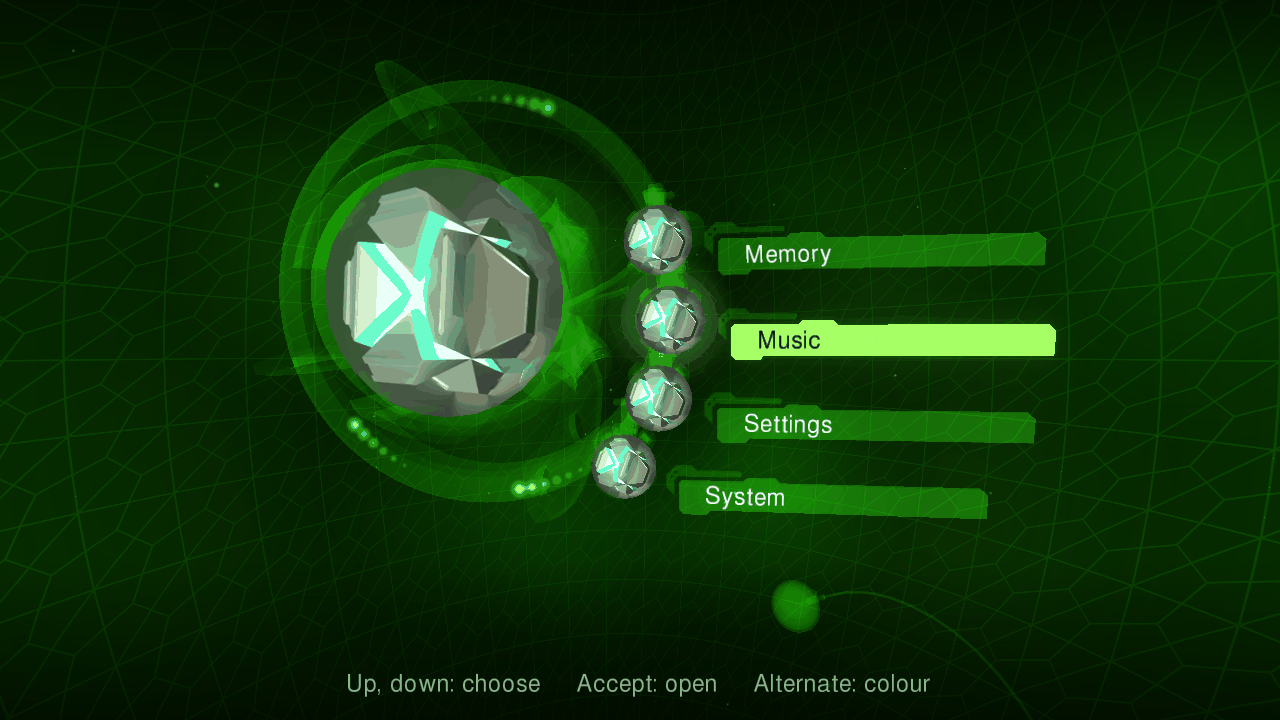 Memory
Music
Settings
System
Up, down: choose Accept: open Alternate: colour